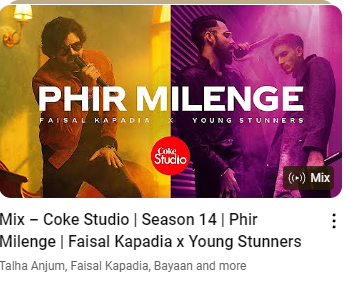 PHIR MILENGE
FAISAL KAPADIA X YOUNG STUNNERS
Coke
Studio
Mix
Mix – Coke Studio | Season 14 | Phir
Milenge | Faisal Kapadia x Young Stunners
Talha Anjum, Faisal Kapadia, Bayaan and more